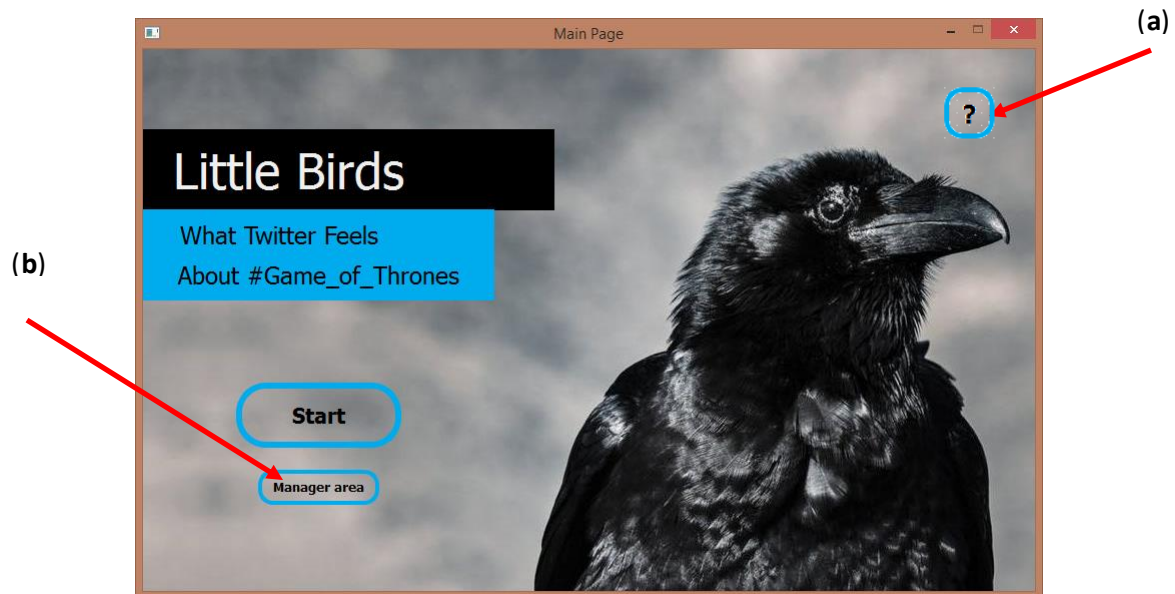 Main Page
(a)
?
Little Birds
What Twitter Feels
About #Game_of_Thrones
(b)
Start
Manager area